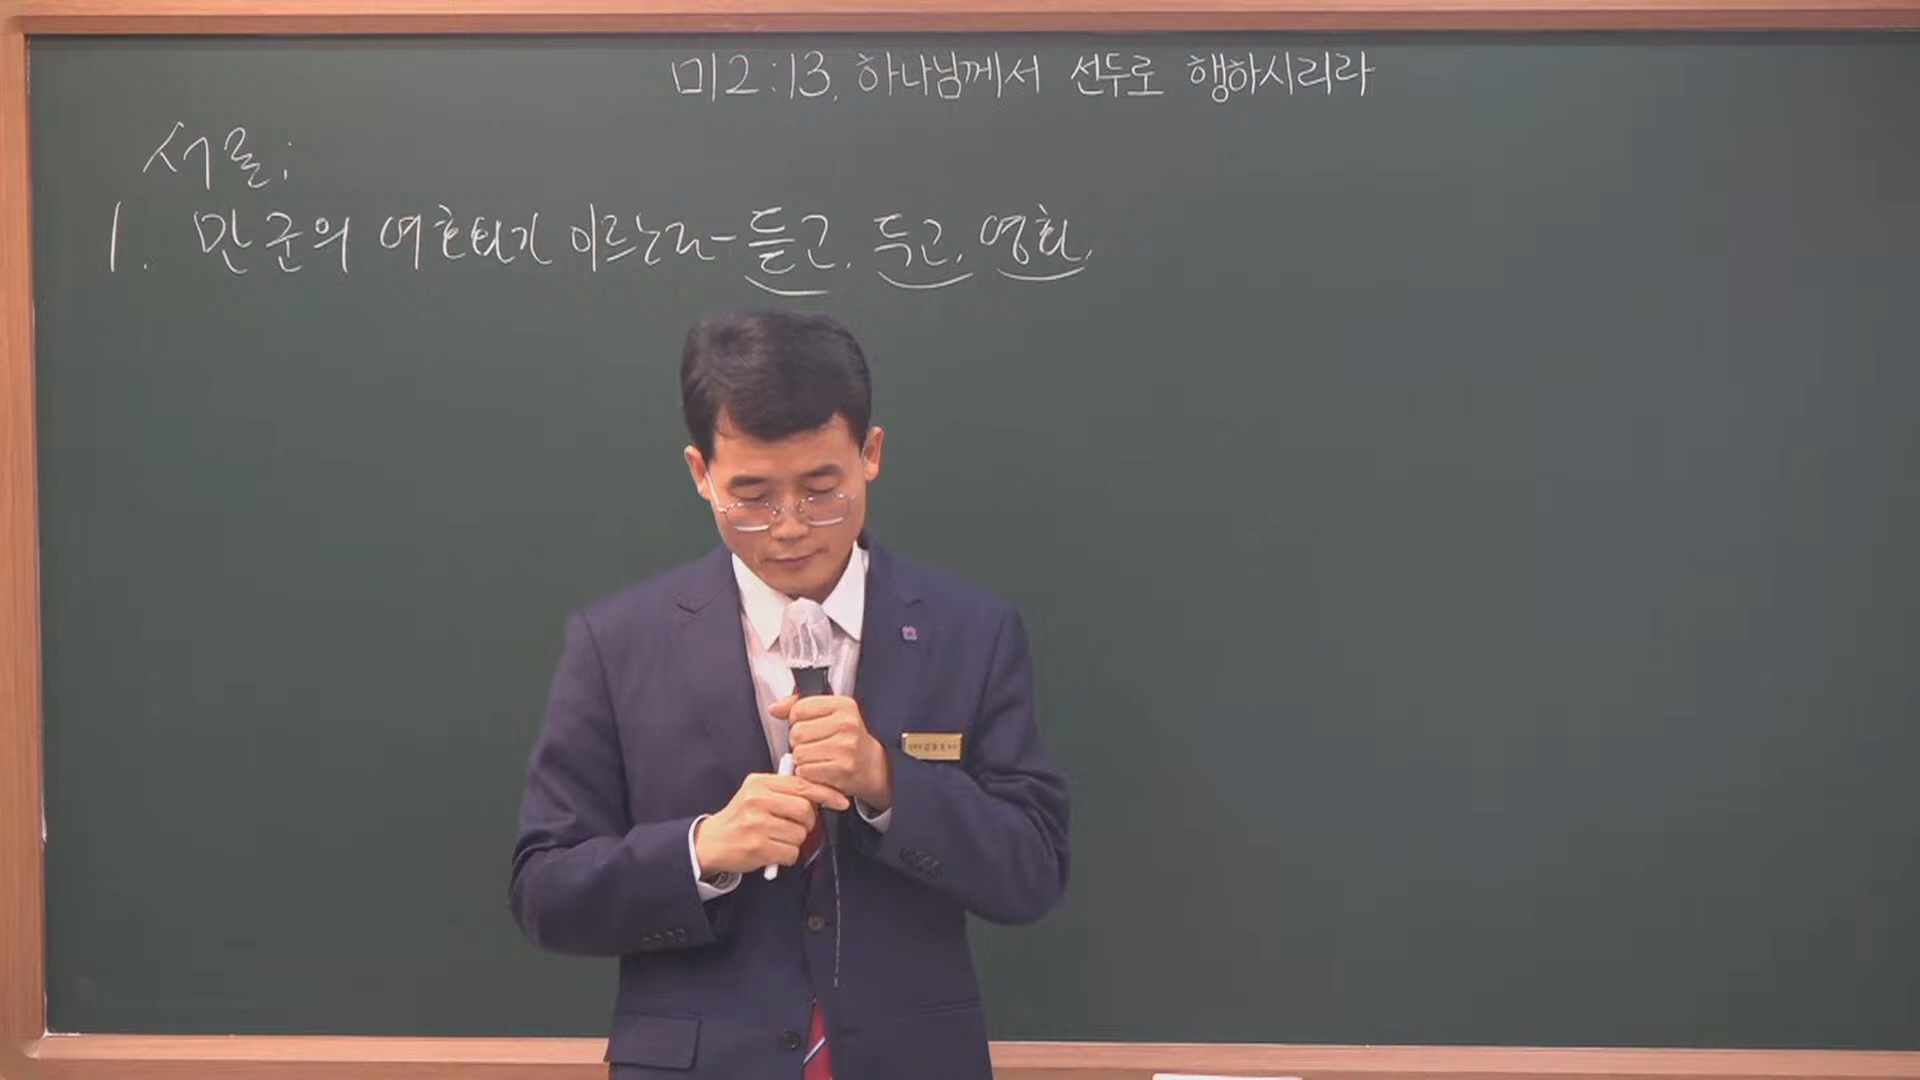 미2:13, 하나님께서 선두로 행하시리라
서론:
1. 만군의 여호와가 이르노라- 듣고, 두고, 영화,